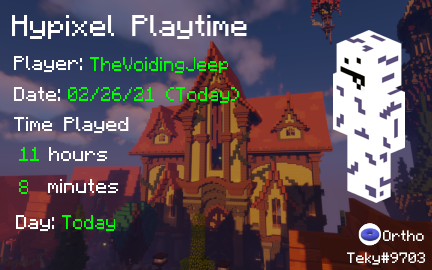 Hypixel Playtime
Player: TheVoidingJeep
Date: 02/26/21 (Today)
Time Played
11 hours
8 minutes
Day: Today
Ortho
Teky#9703